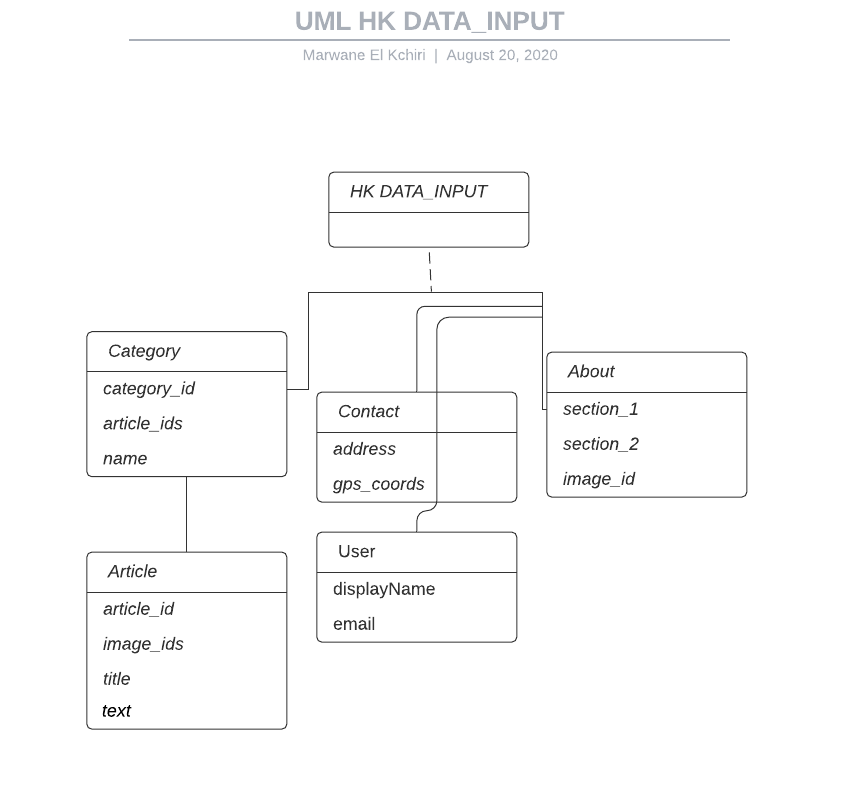 UML HK DATA_INPUT
Marwane El Kchiri | August 20, 2020
HK DATA_INPUT
Category
category_id
article_ids
name
Contact
address
gps_coords
About
section_1
section_2
image_id
Article
article_id
image_ids
title
text
User
displayName
email